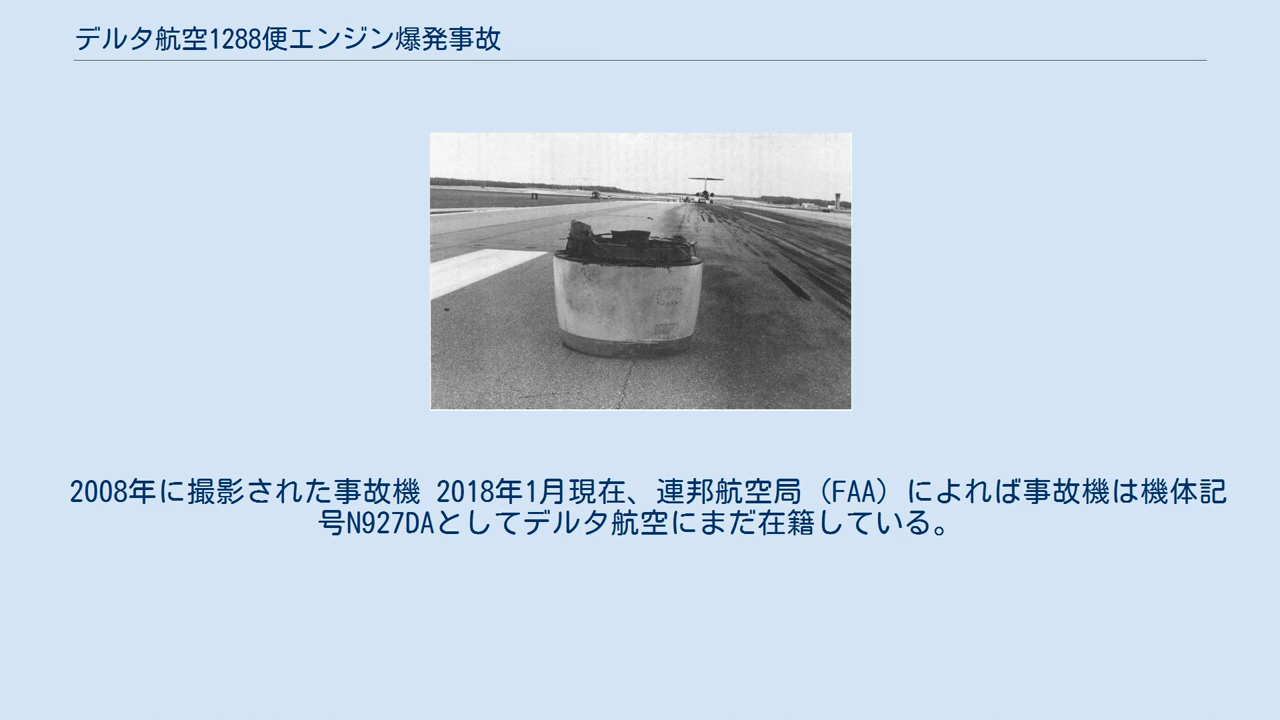 デルタ航空1288便エンジン爆発事故
2008年に撮影された事故機 2018年1月現在、連邦航空局（FAA）によれば事故機は機体記
号N927DAとしてデルタ航空にまだ在籍している。